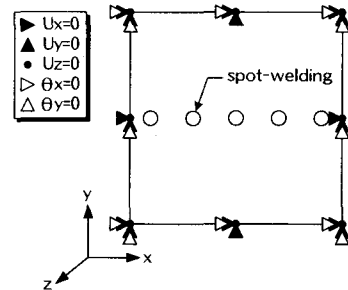 Ux=0
Uy=0
Uz=0
θx=0
θy=0
spot-welding
y
x
z